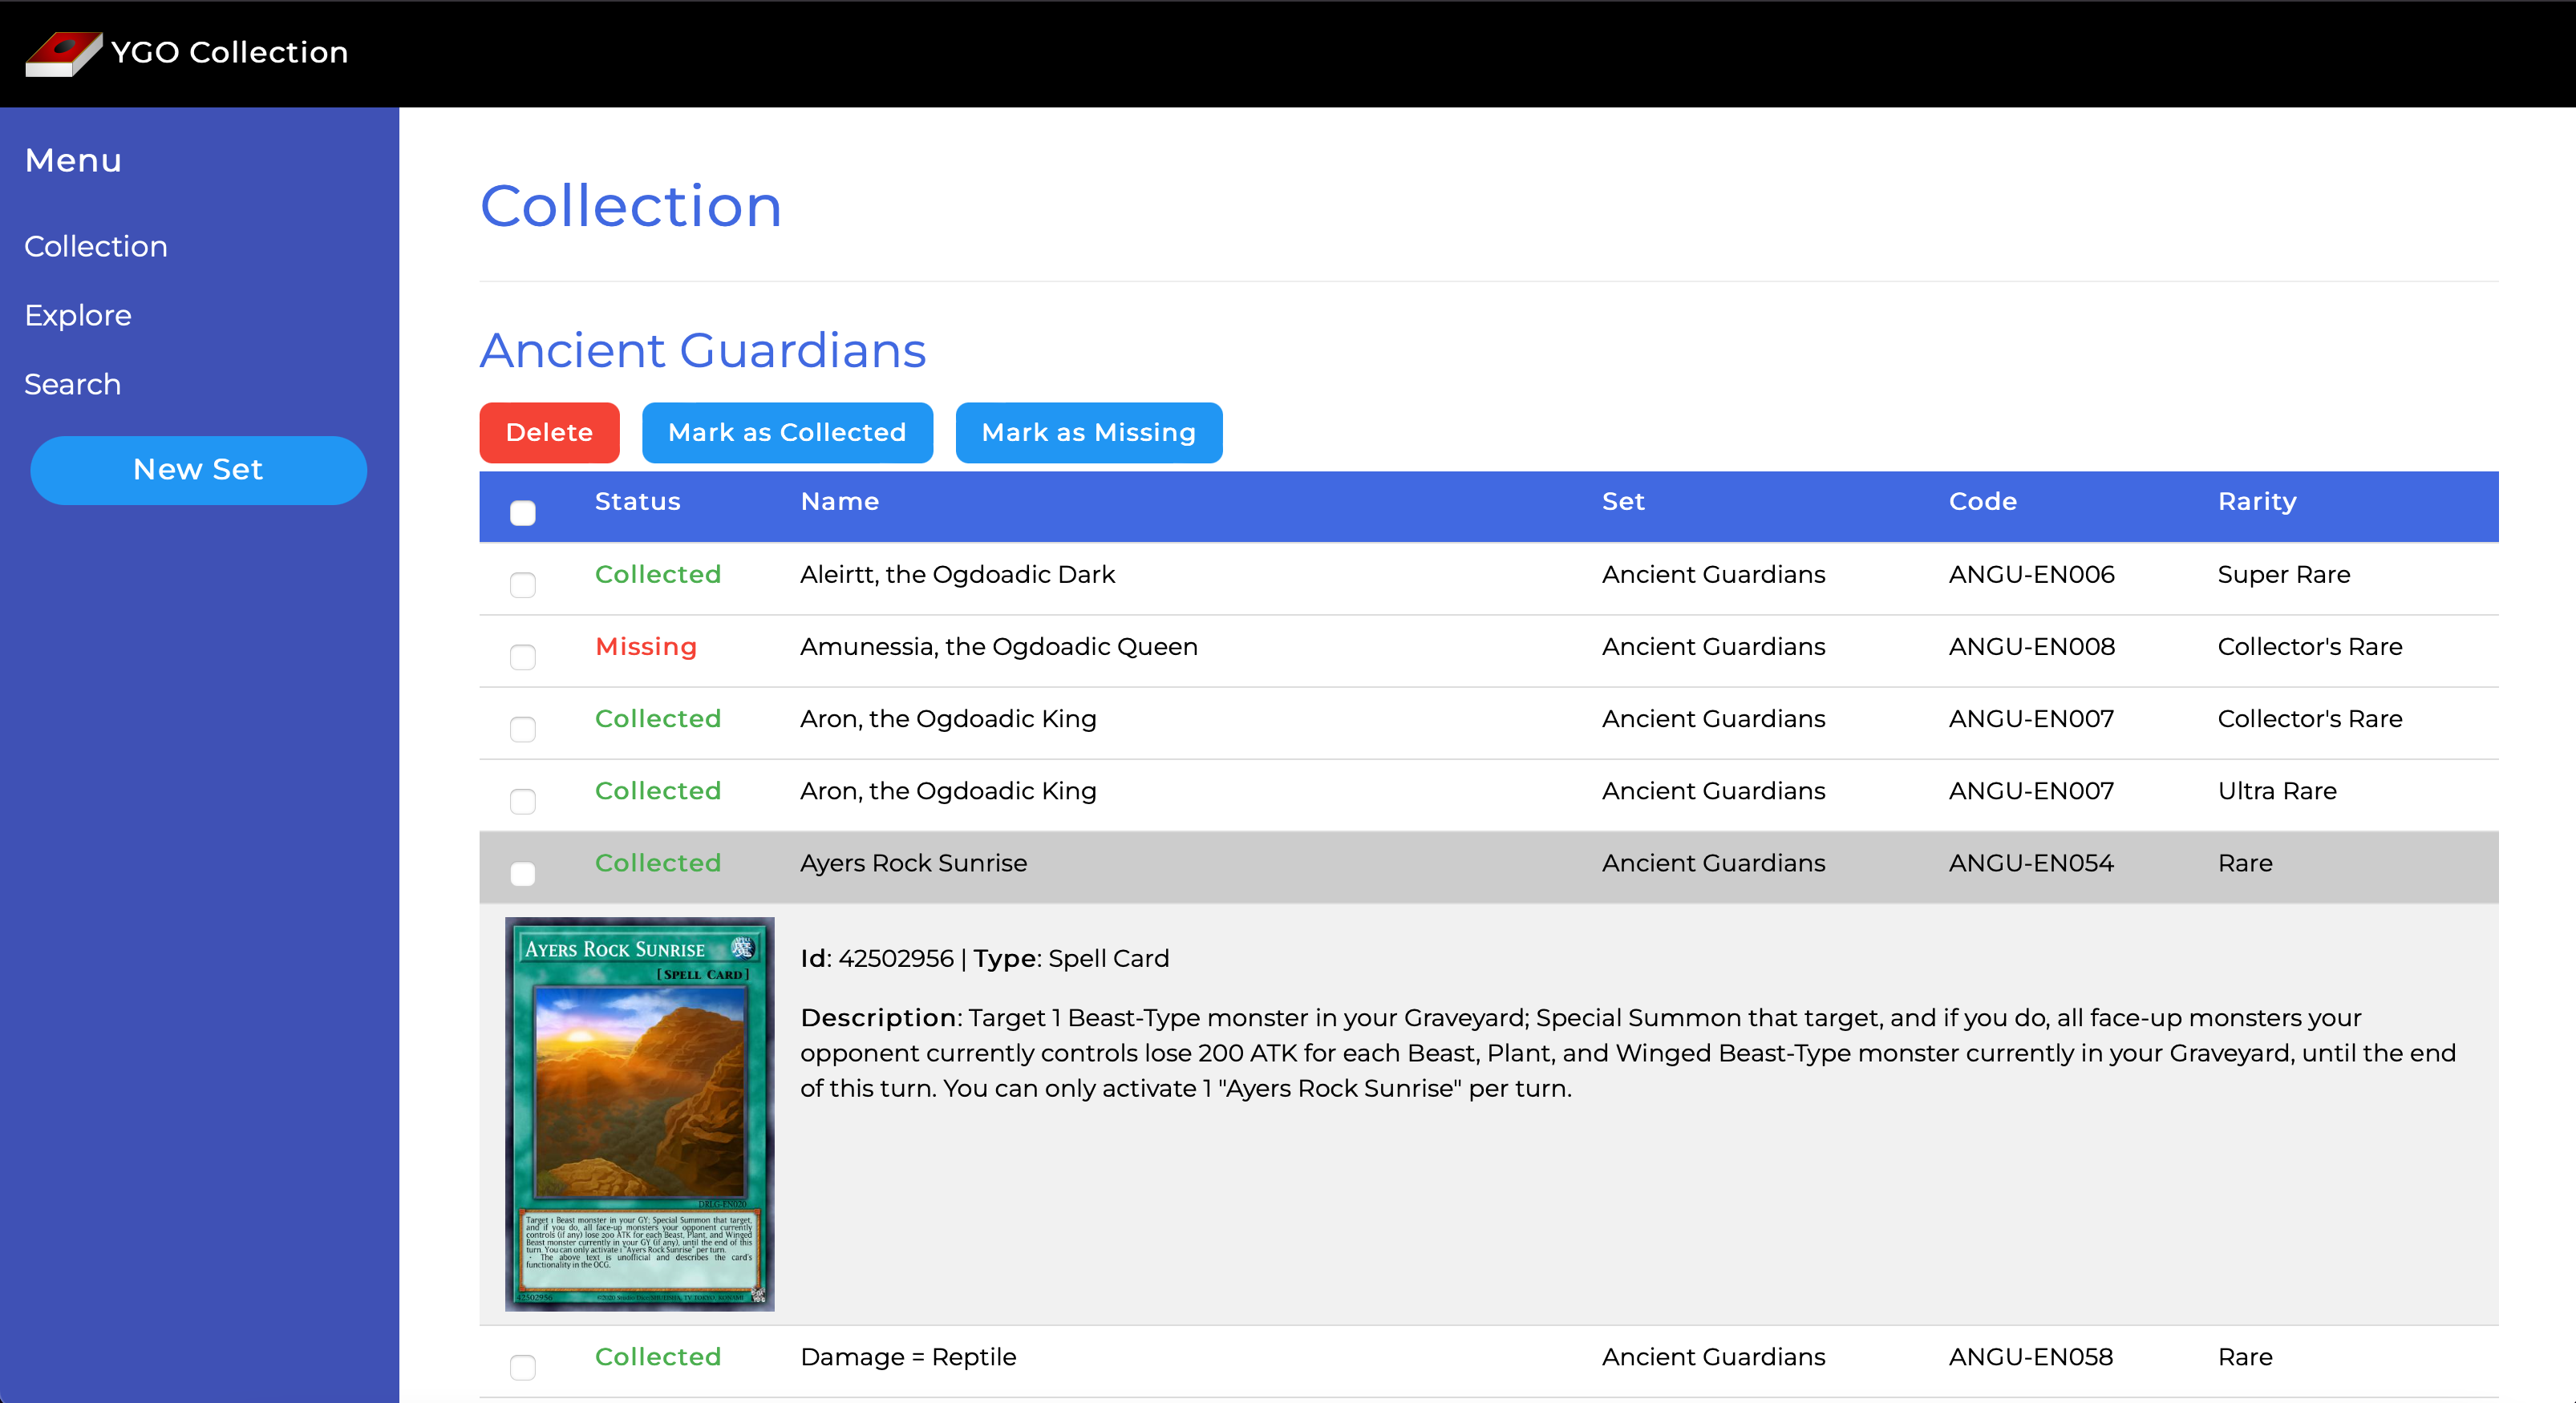 YGO Collection
Menu
Collection
Explore
Search
New Set
Collection
Ancient Guardians
Delete Mark as Collected Mark as Missing
Status Name Set Code Rarity
Collected Aleirtt, the Ogdoadic Dark Ancient Guardians ANGU-EN006 Super Rare
Missing Amunessia, the Ogdoadic Queen Ancient Guardians ANGU-EN008 Collector's Rare
Collected Aron, the Ogdoadic King Ancient Guardians ANGU-EN007 Collector's Rare
Collected Aron, the Ogdoadic King Ancient Guardians ANGU-EN007 Ultra Rare
Collected Ayers Rock Sunrise Ancient Guardians ANGU-EN054 Rare
AYERS ROCK SUNRISE
[SPELL CARD]
DRLG-EN020
Target 1 Beast monster in your GY; Special Summon that target,
and if you do, all face-up monsters your opponent currently
controls (if any) lose 200 ATK for each Beast, Plant, and Winged
Beast monster currently in your GY (if any), until the end of this
turn. You can only activate 1 "Ayers Rock Sunrise" per turn.
· The above text is unofficial and describes the card's
functionality in the OCG.
42502956
Id: 42502956 | Type: Spell Card
Description: Target 1 Beast-Type monster in your Graveyard; Special Summon that target, and if you do, all face-up monsters your
opponent currently controls lose 200 ATK for each Beast, Plant, and Winged Beast-Type monster currently in your Graveyard, until the end
of this turn. You can only activate 1 "Ayers Rock Sunrise" per turn.
Collected Damage = Reptile Ancient Guardians ANGU-EN058 Rare